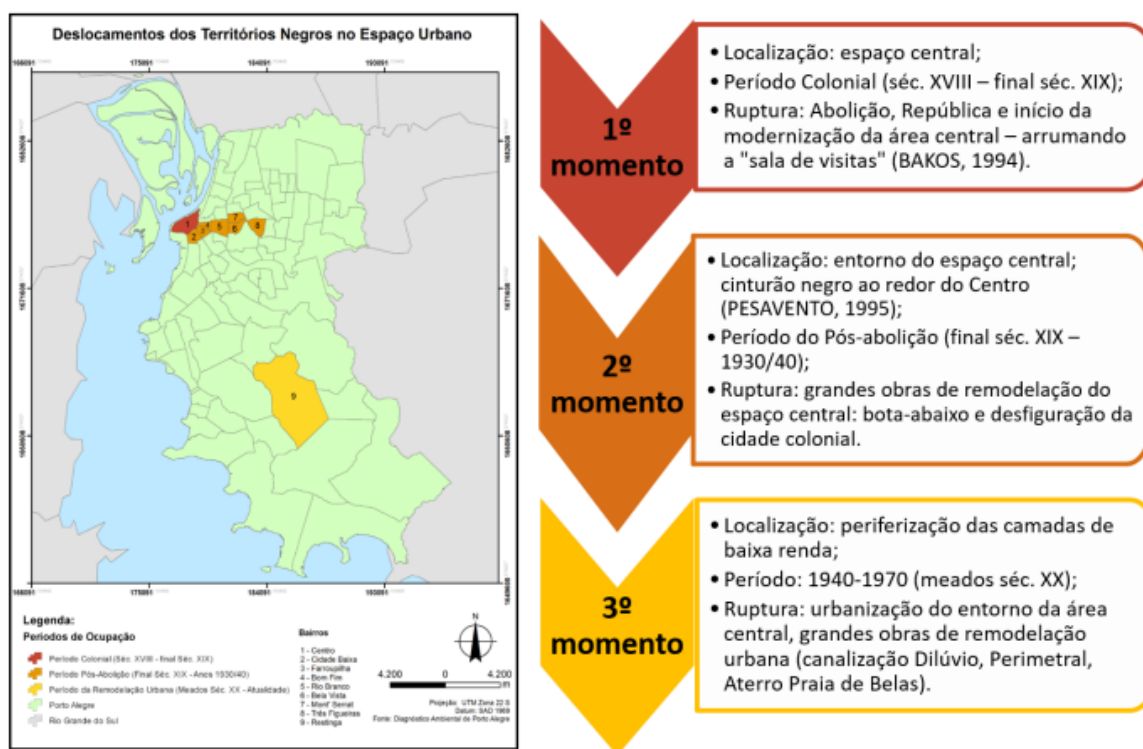 Deslocamentos dos Territórios Negros no Espaço Urbano
1
2
3
4
5
6
7
8
9
Legenda:
Períodos de Ocupação
Período Colonial (Séc. XVIII - final Séc. XIX)
Período Pós-Abolição (Final Séc. XIX - Anos 1930/40)
Período da Remodelação Urbana (Meados Séc. XX - Atualidade)
Porto Alegre
Rio Grande do Sul
Bairros
1 - Centro
2 - Cidade Baixa
3 - Farroupilha
4 - Bom Fim
5 - Rio Branco
6 - Bela Vista
7 - Mont' Serrat
8 - Três Figueiras
9 - Restinga
N
4.200 0 4.200
m
Projeção: UTM Zona 22 S
Datum: SAD 1969
Fonte: Diagnóstico Ambiental de Porto Alegre
1º
momento
• Localização: espaço central;
• Período Colonial (séc. XVIII – final séc. XIX);
• Ruptura: Abolição, República e início da
modernização da área central – arrumando
a "sala de visitas" (BAKOS, 1994).
2º
momento
• Localização: entorno do espaço central;
cinturão negro ao redor do Centro
(PESAVENTO, 1995);
• Período do Pós-abolição (final séc. XIX –
1930/40);
• Ruptura: grandes obras de remodelação do
espaço central: bota-abaixo e desfiguração da
cidade colonial.
3º
momento
• Localização: periferização das camadas de
baixa renda;
• Período: 1940-1970 (meados séc. XX);
• Ruptura: urbanização do entorno da área
central, grandes obras de remodelação
urbana (canalização Dilúvio, Perimetral,
Aterro Praia de Belas).